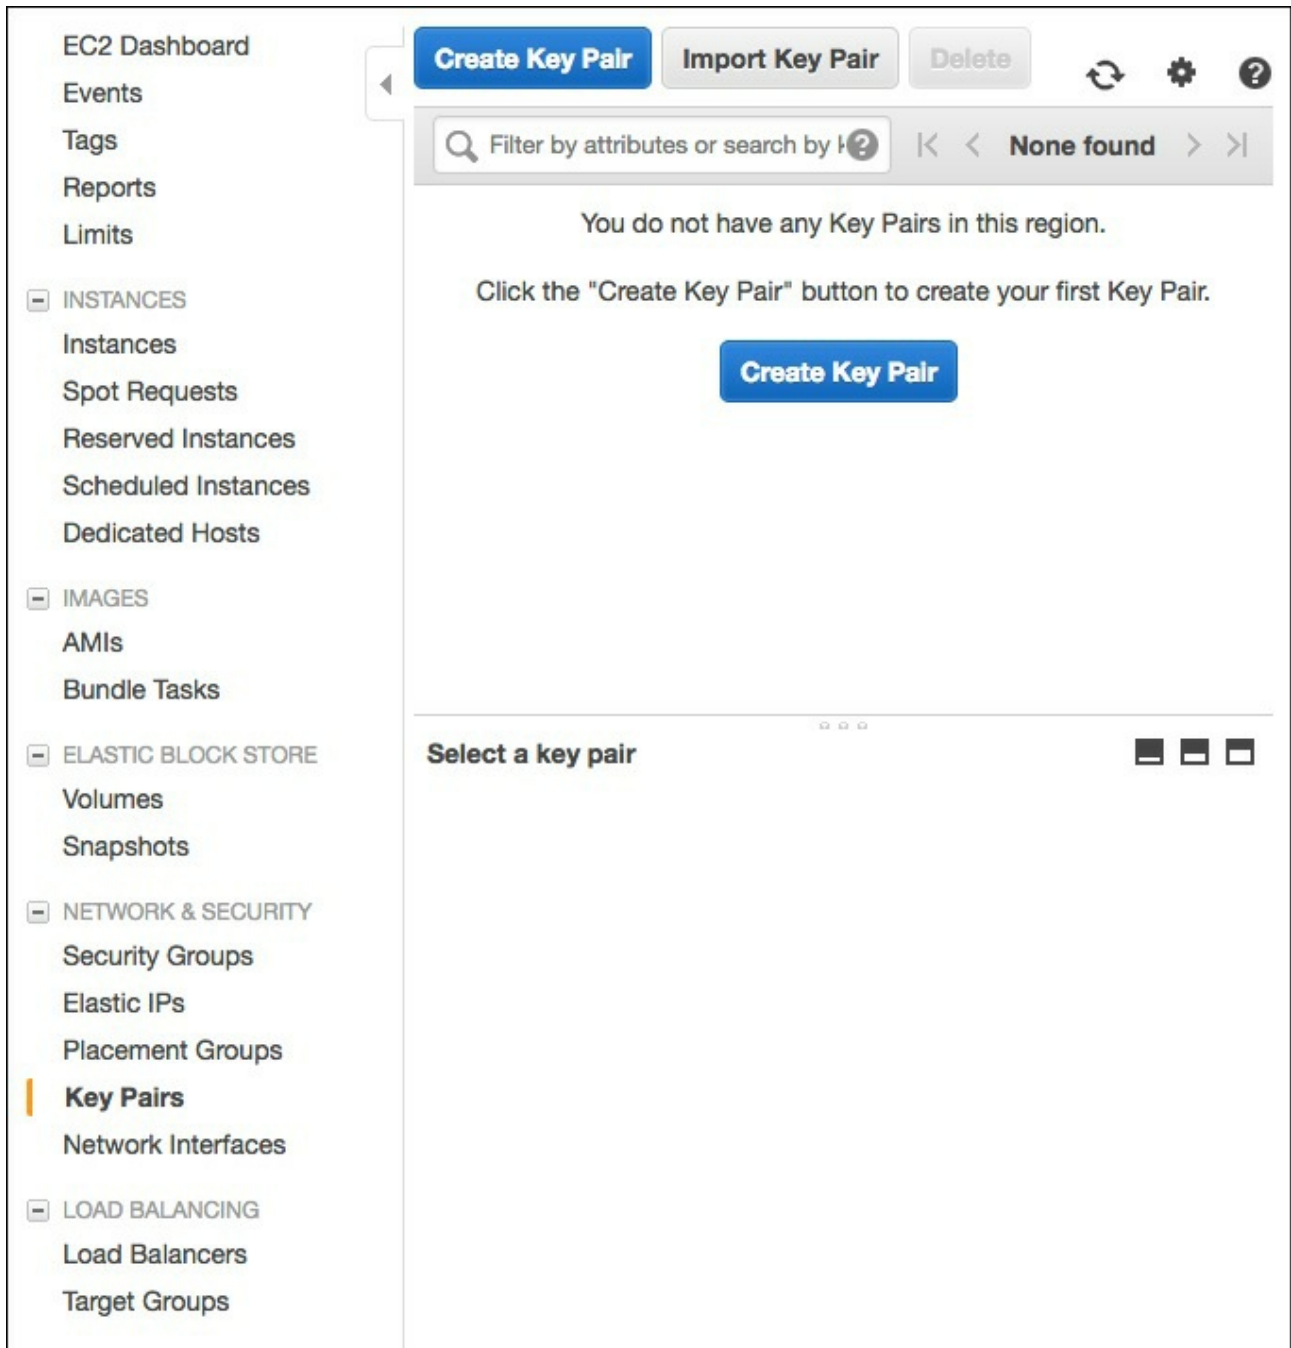 EC2 Dashboard
Events
Tags
Reports
Limits
INSTANCES
Instances
Spot Requests
Reserved Instances
Scheduled Instances
Dedicated Hosts
IMAGES
AMIs
Bundle Tasks
ELASTIC BLOCK STORE
Volumes
Snapshots
NETWORK & SECURITY
Security Groups
Elastic IPs
Placement Groups
Key Pairs
Network Interfaces
LOAD BALANCING
Load Balancers
Target Groups
Create Key Pair Import Key Pair Delete
Filter by attributes or search by None found
You do not have any Key Pairs in this region.
Click the "Create Key Pair" button to create your first Key Pair.
Create Key Pair
Select a key pair